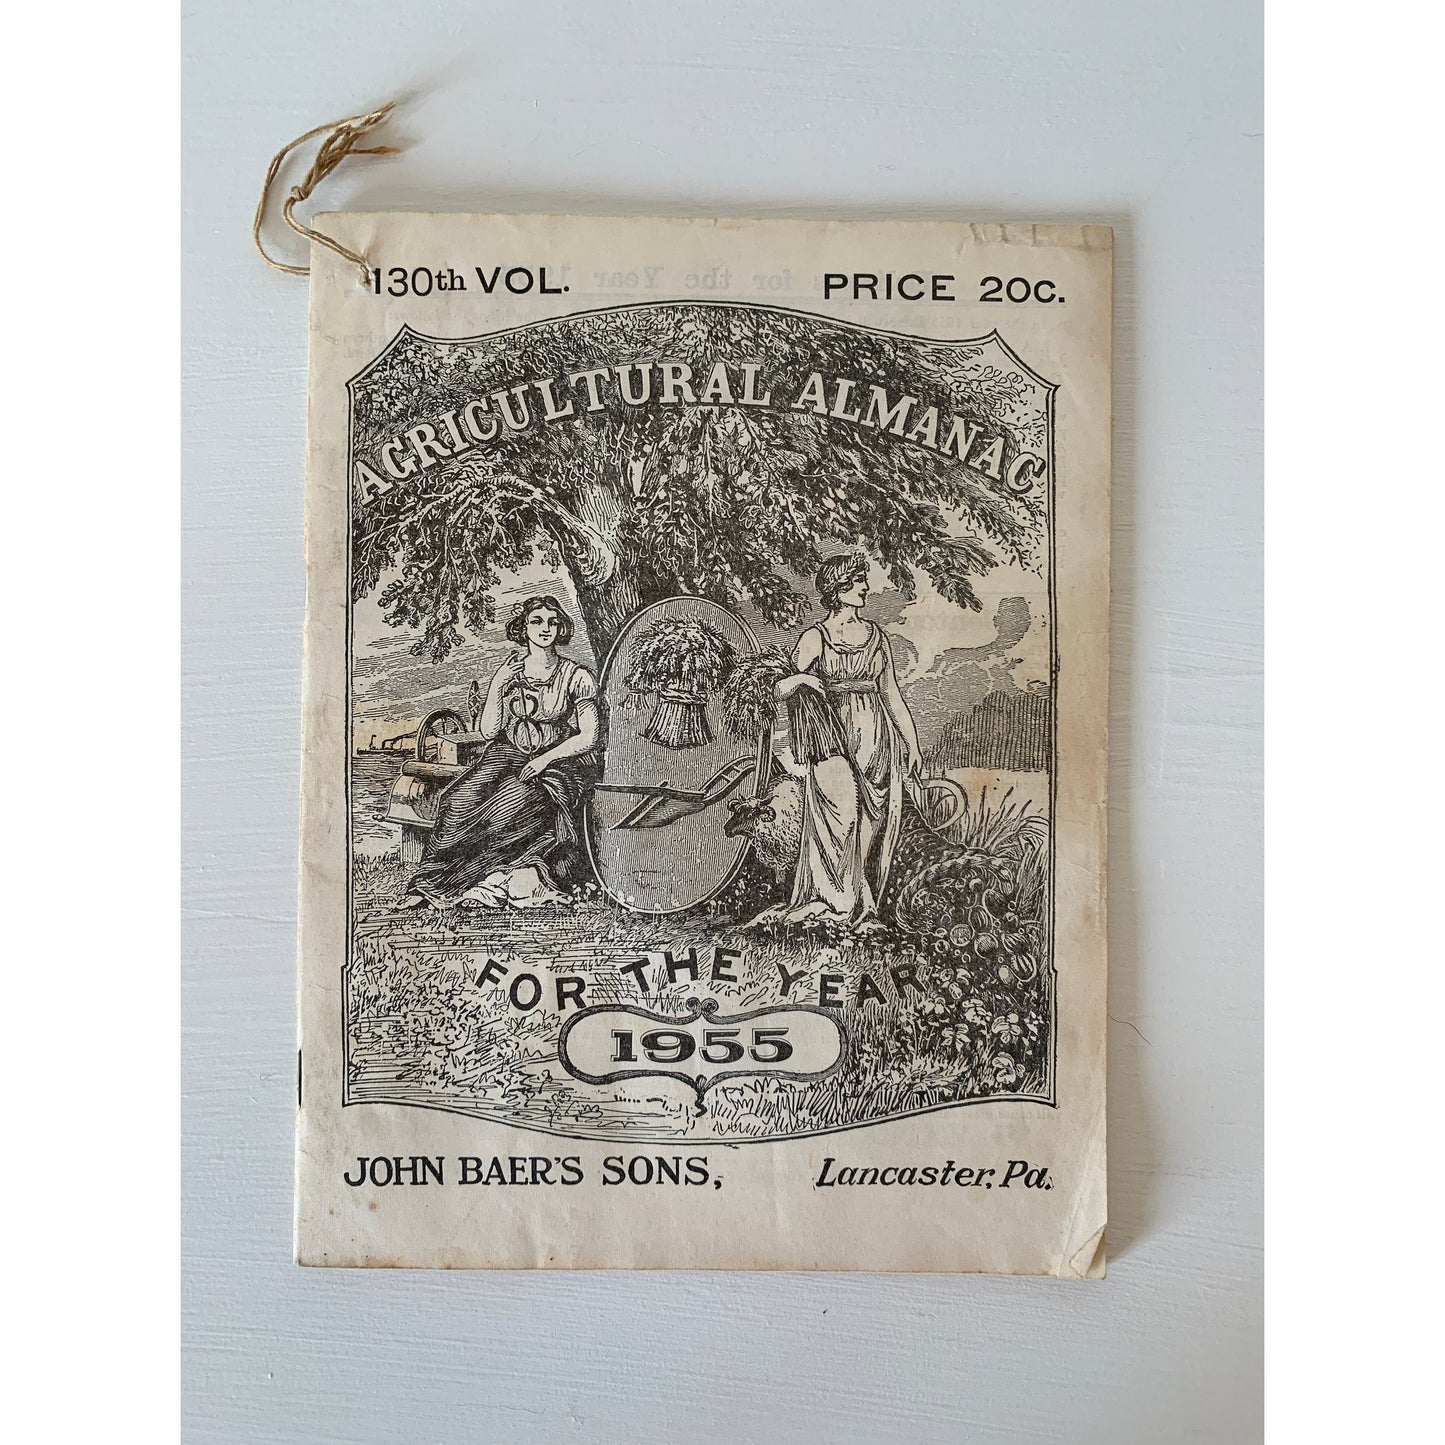 130th VOL. PRICE 20c.
AGRICULTURAL ALMANAC
FOR THE YEAR
1955
JOHN BAER'S SONS, Lancaster, Pa.